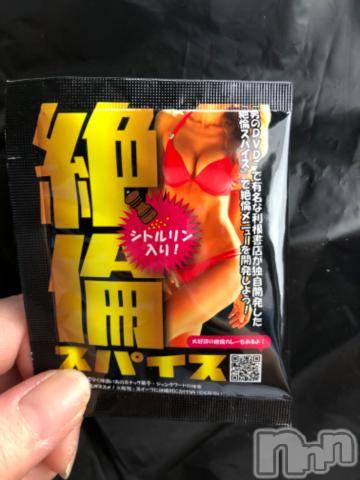 絶倫
スパイス
シトルリン
入り!
"男のDVD"で有名な利根書店が独自開発した
"絶倫スパイス"で絶倫メニューを開発しよう!
大好評の絶倫カレーもあるよ!
nnn